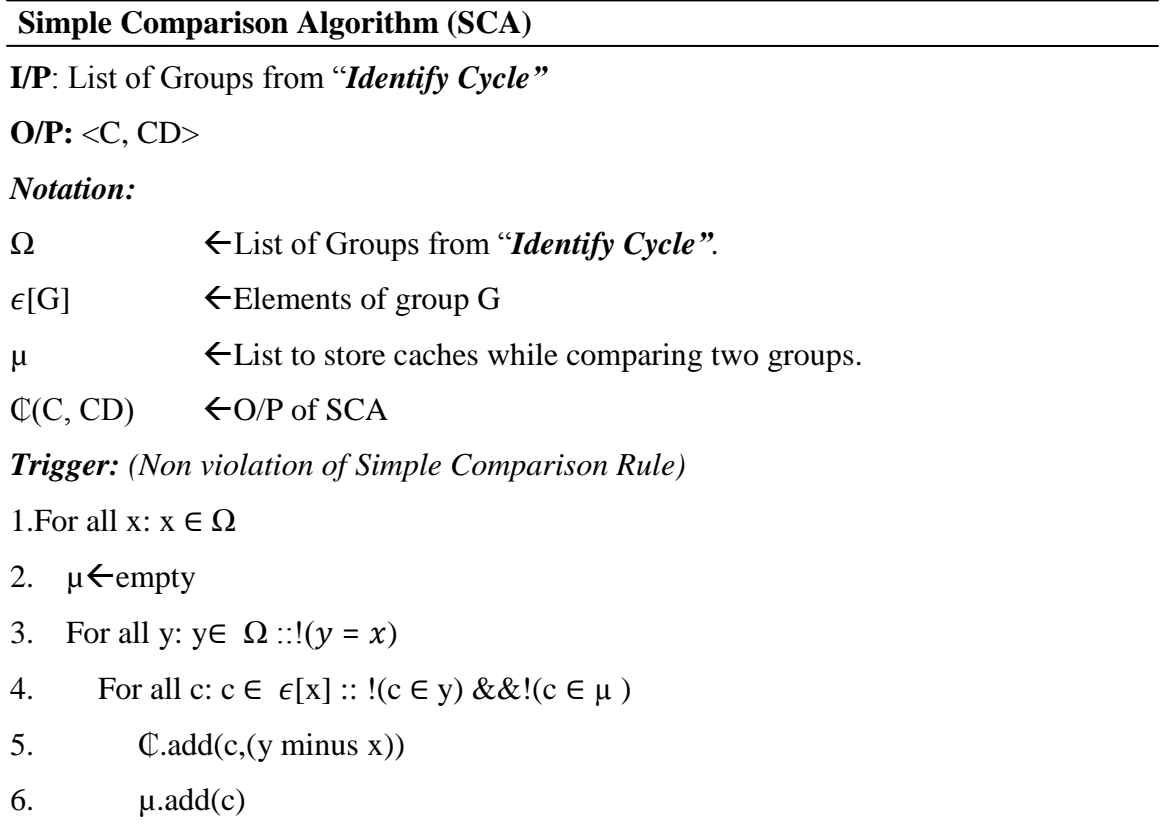 Simple Comparison Algorithm (SCA)
I/P: List of Groups from “Identify Cycle”
O/P: <C, CD>
Notation:
Ω ←List of Groups from “Identify Cycle”.
𝜖[G] ←Elements of group G
µ ←List to store caches while comparing two groups.
ℂ(C, CD) ←O/P of SCA
Trigger: (Non violation of Simple Comparison Rule)
1.For all x: x ∈ Ω
2. µ←empty
3. For all y: y∈ Ω ::!(𝑦 = 𝑥)
4. For all c: c ∈ 𝜖[x] :: !(c ∈ y) &&!(c ∈ µ )
5. ℂ.add(c,(y minus x))
6. µ.add(c)